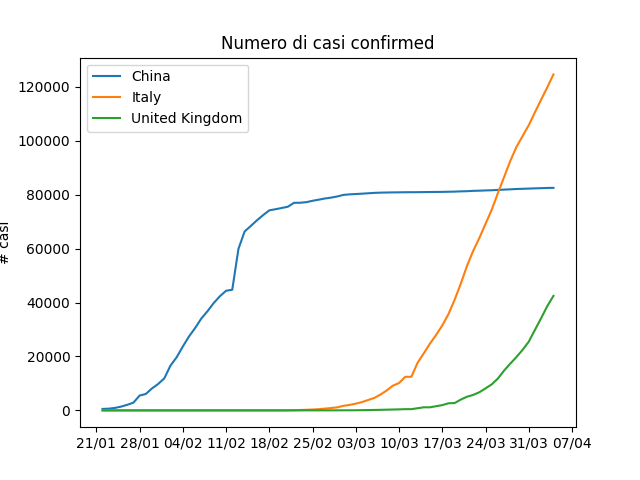 Numero di casi confirmed
China
Italy
United Kingdom
# casi
120000
100000
80000
60000
40000
20000
0
21/01 28/01 04/02 11/02 18/02 25/02 03/03 10/03 17/03 24/03 31/03 07/04